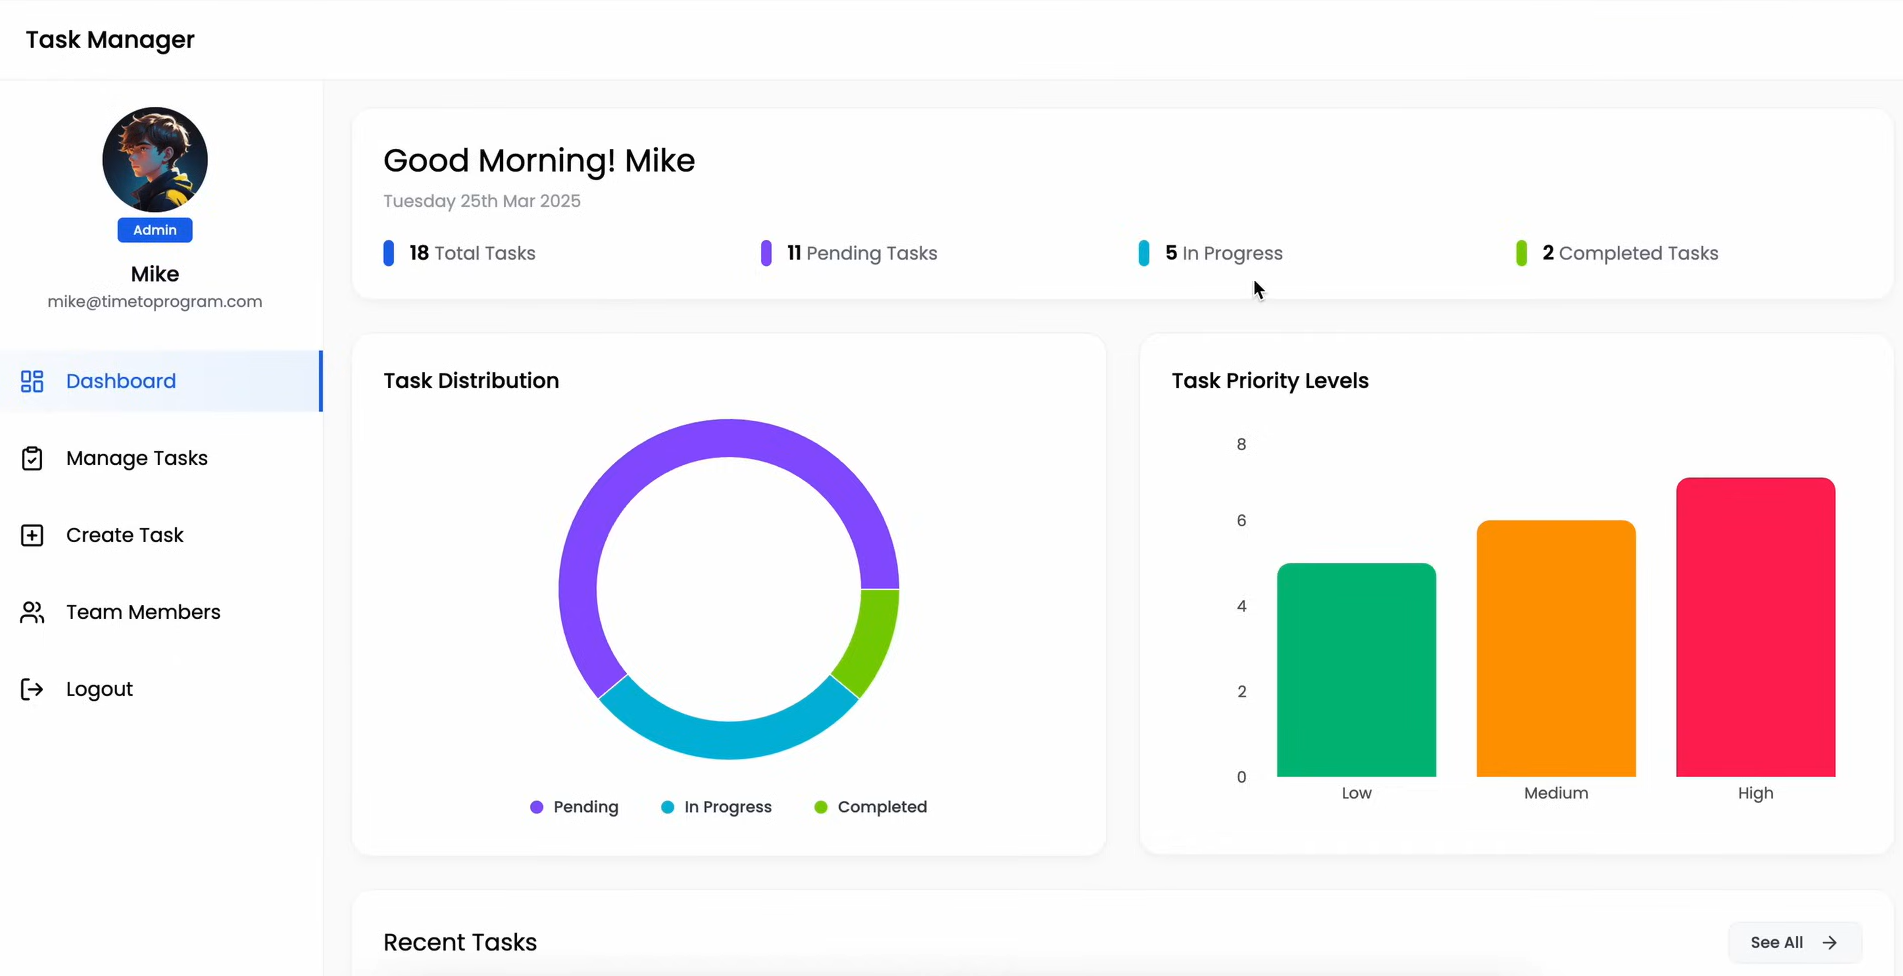 Task Manager
Admin
Mike
mike@timetoprogram.com
Dashboard
Manage Tasks
Create Task
Team Members
Logout
Good Morning! Mike
Tuesday 25th Mar 2025
18 Total Tasks
11 Pending Tasks
5 In Progress
2 Completed Tasks
Task Distribution
Pending
In Progress
Completed
Task Priority Levels
8
6
4
2
0
Low
Medium
High
Recent Tasks
See All